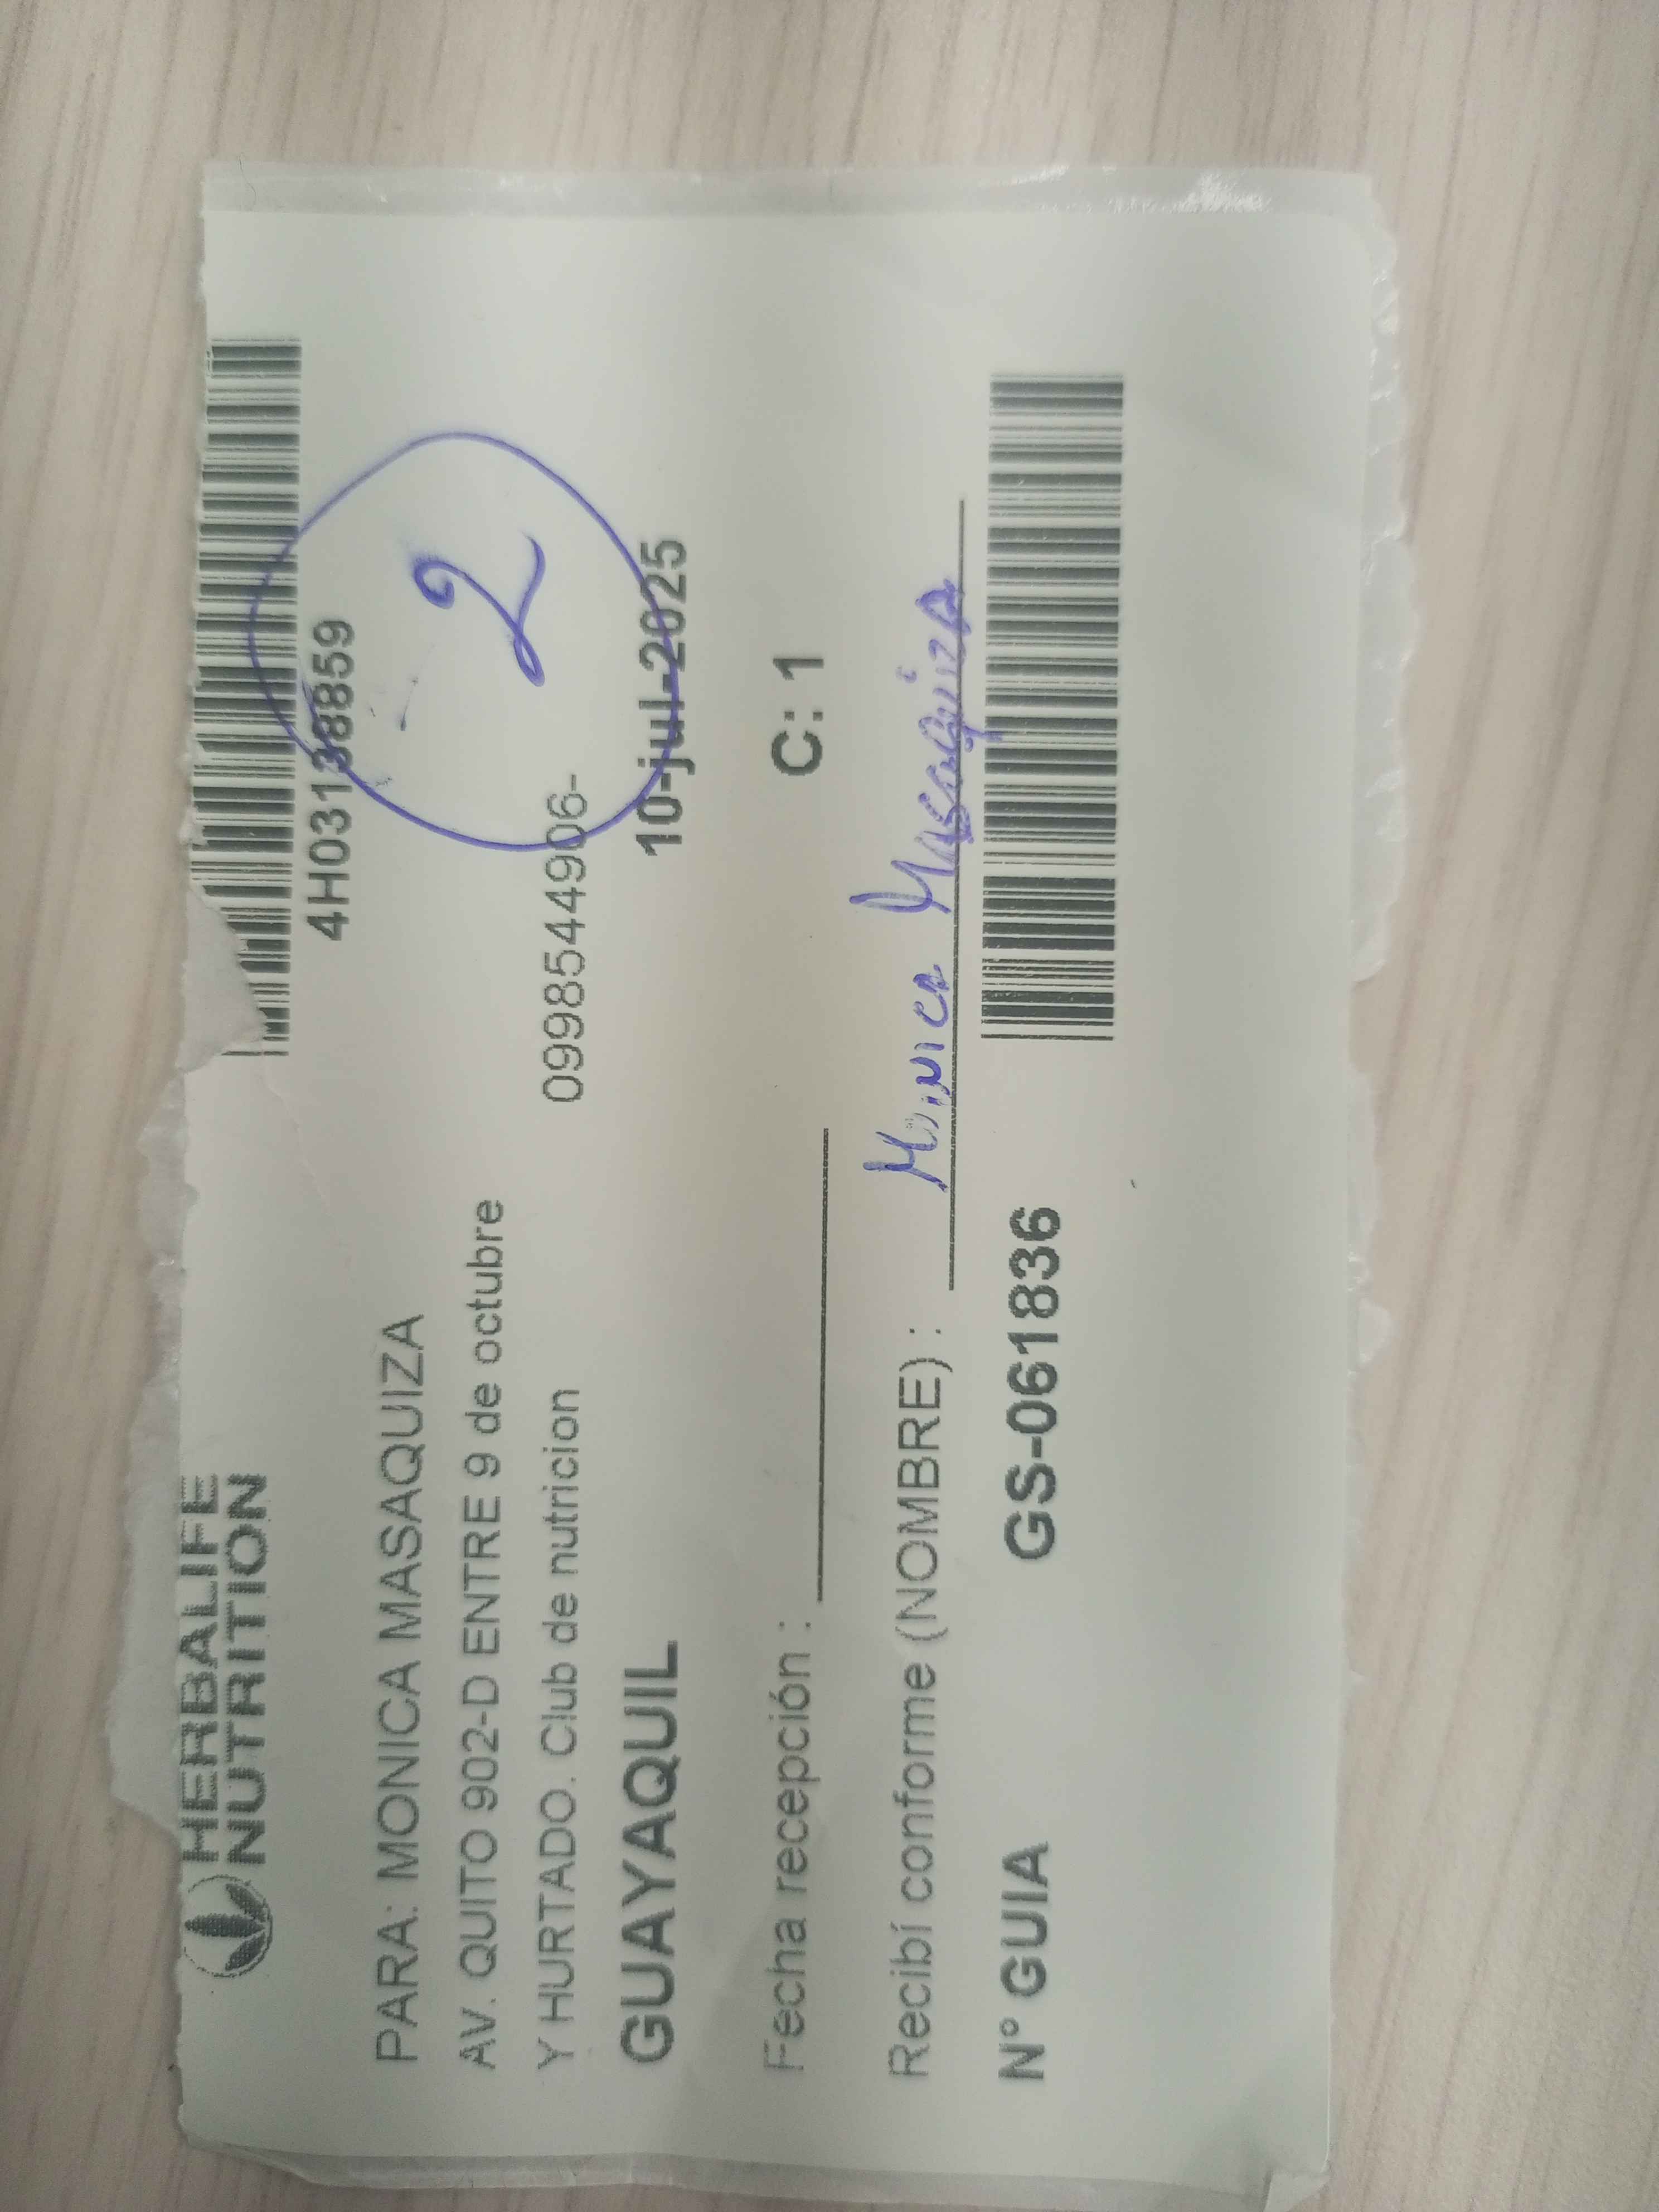 HERBALIFE
NUTRITION
4H03138859
PARA: MONICA MASAQUIZA
AV. QUITO 902-D ENTRE 9 de octubre
2
Y HURTADO. Club de nutricion 0998544906-
GUAYAQUIL 10-jul-2025
Fecha recepción : C: 1
Recibí conforme (NOMBRE) : Monica Masaquiza
N° GUIA GS-061836